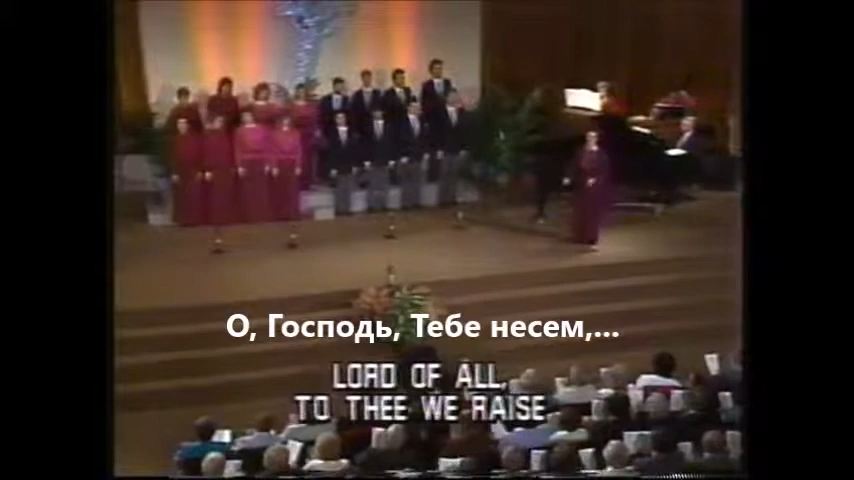 О, Господь, Тебе несем,...
LORD OF ALL,
TO THEE WE RAISE